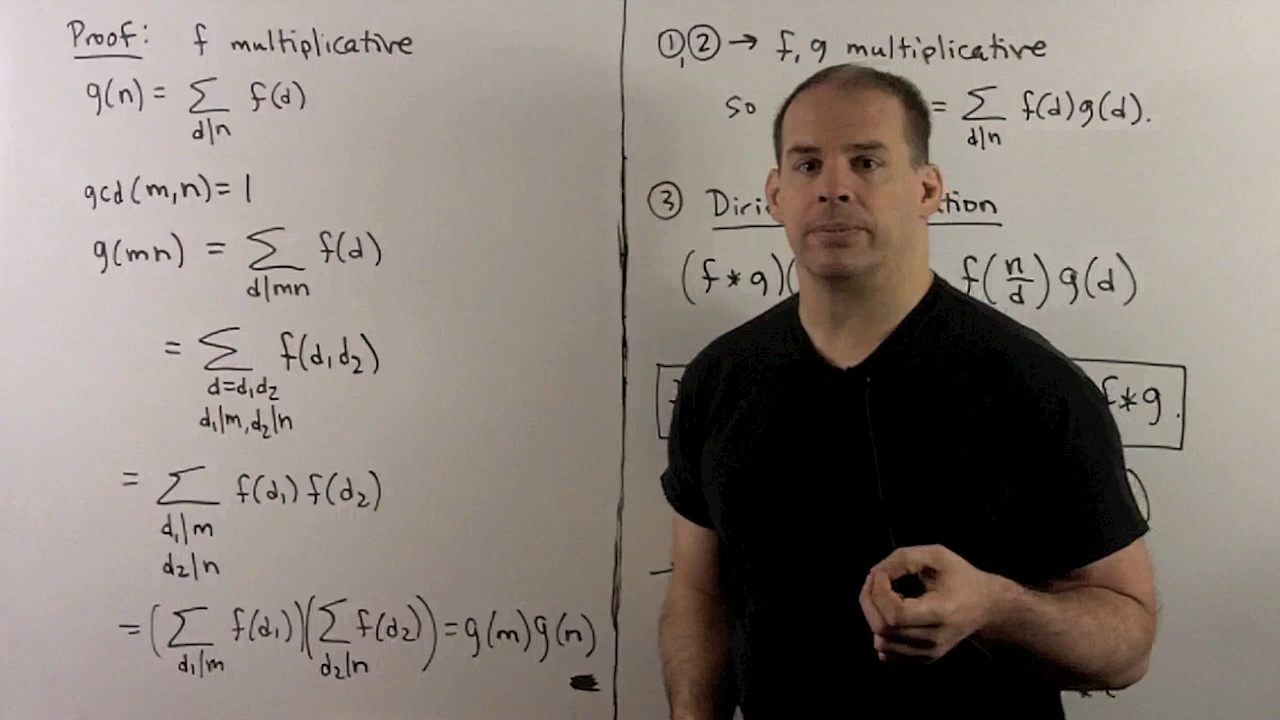 Proof: f multiplicative
g(n) = ∑ f(d)
d|n
gcd(m,n) = 1
g(mn) = ∑ f(d)
d|mn
= ∑ f(d₁d₂)
d=d₁d₂
d₁|m, d₂|n
= ∑ f(d₁) f(d₂)
d₁|m
d₂|n
= (∑ f(d₁))(∑ f(d₂)) = g(m)g(n)
d₁|m d₂|n
①,② → f, g multiplicative
so = ∑ f(d)g(d).
d|n
③
(f*g)( f(n/d) g(d)
f*g.